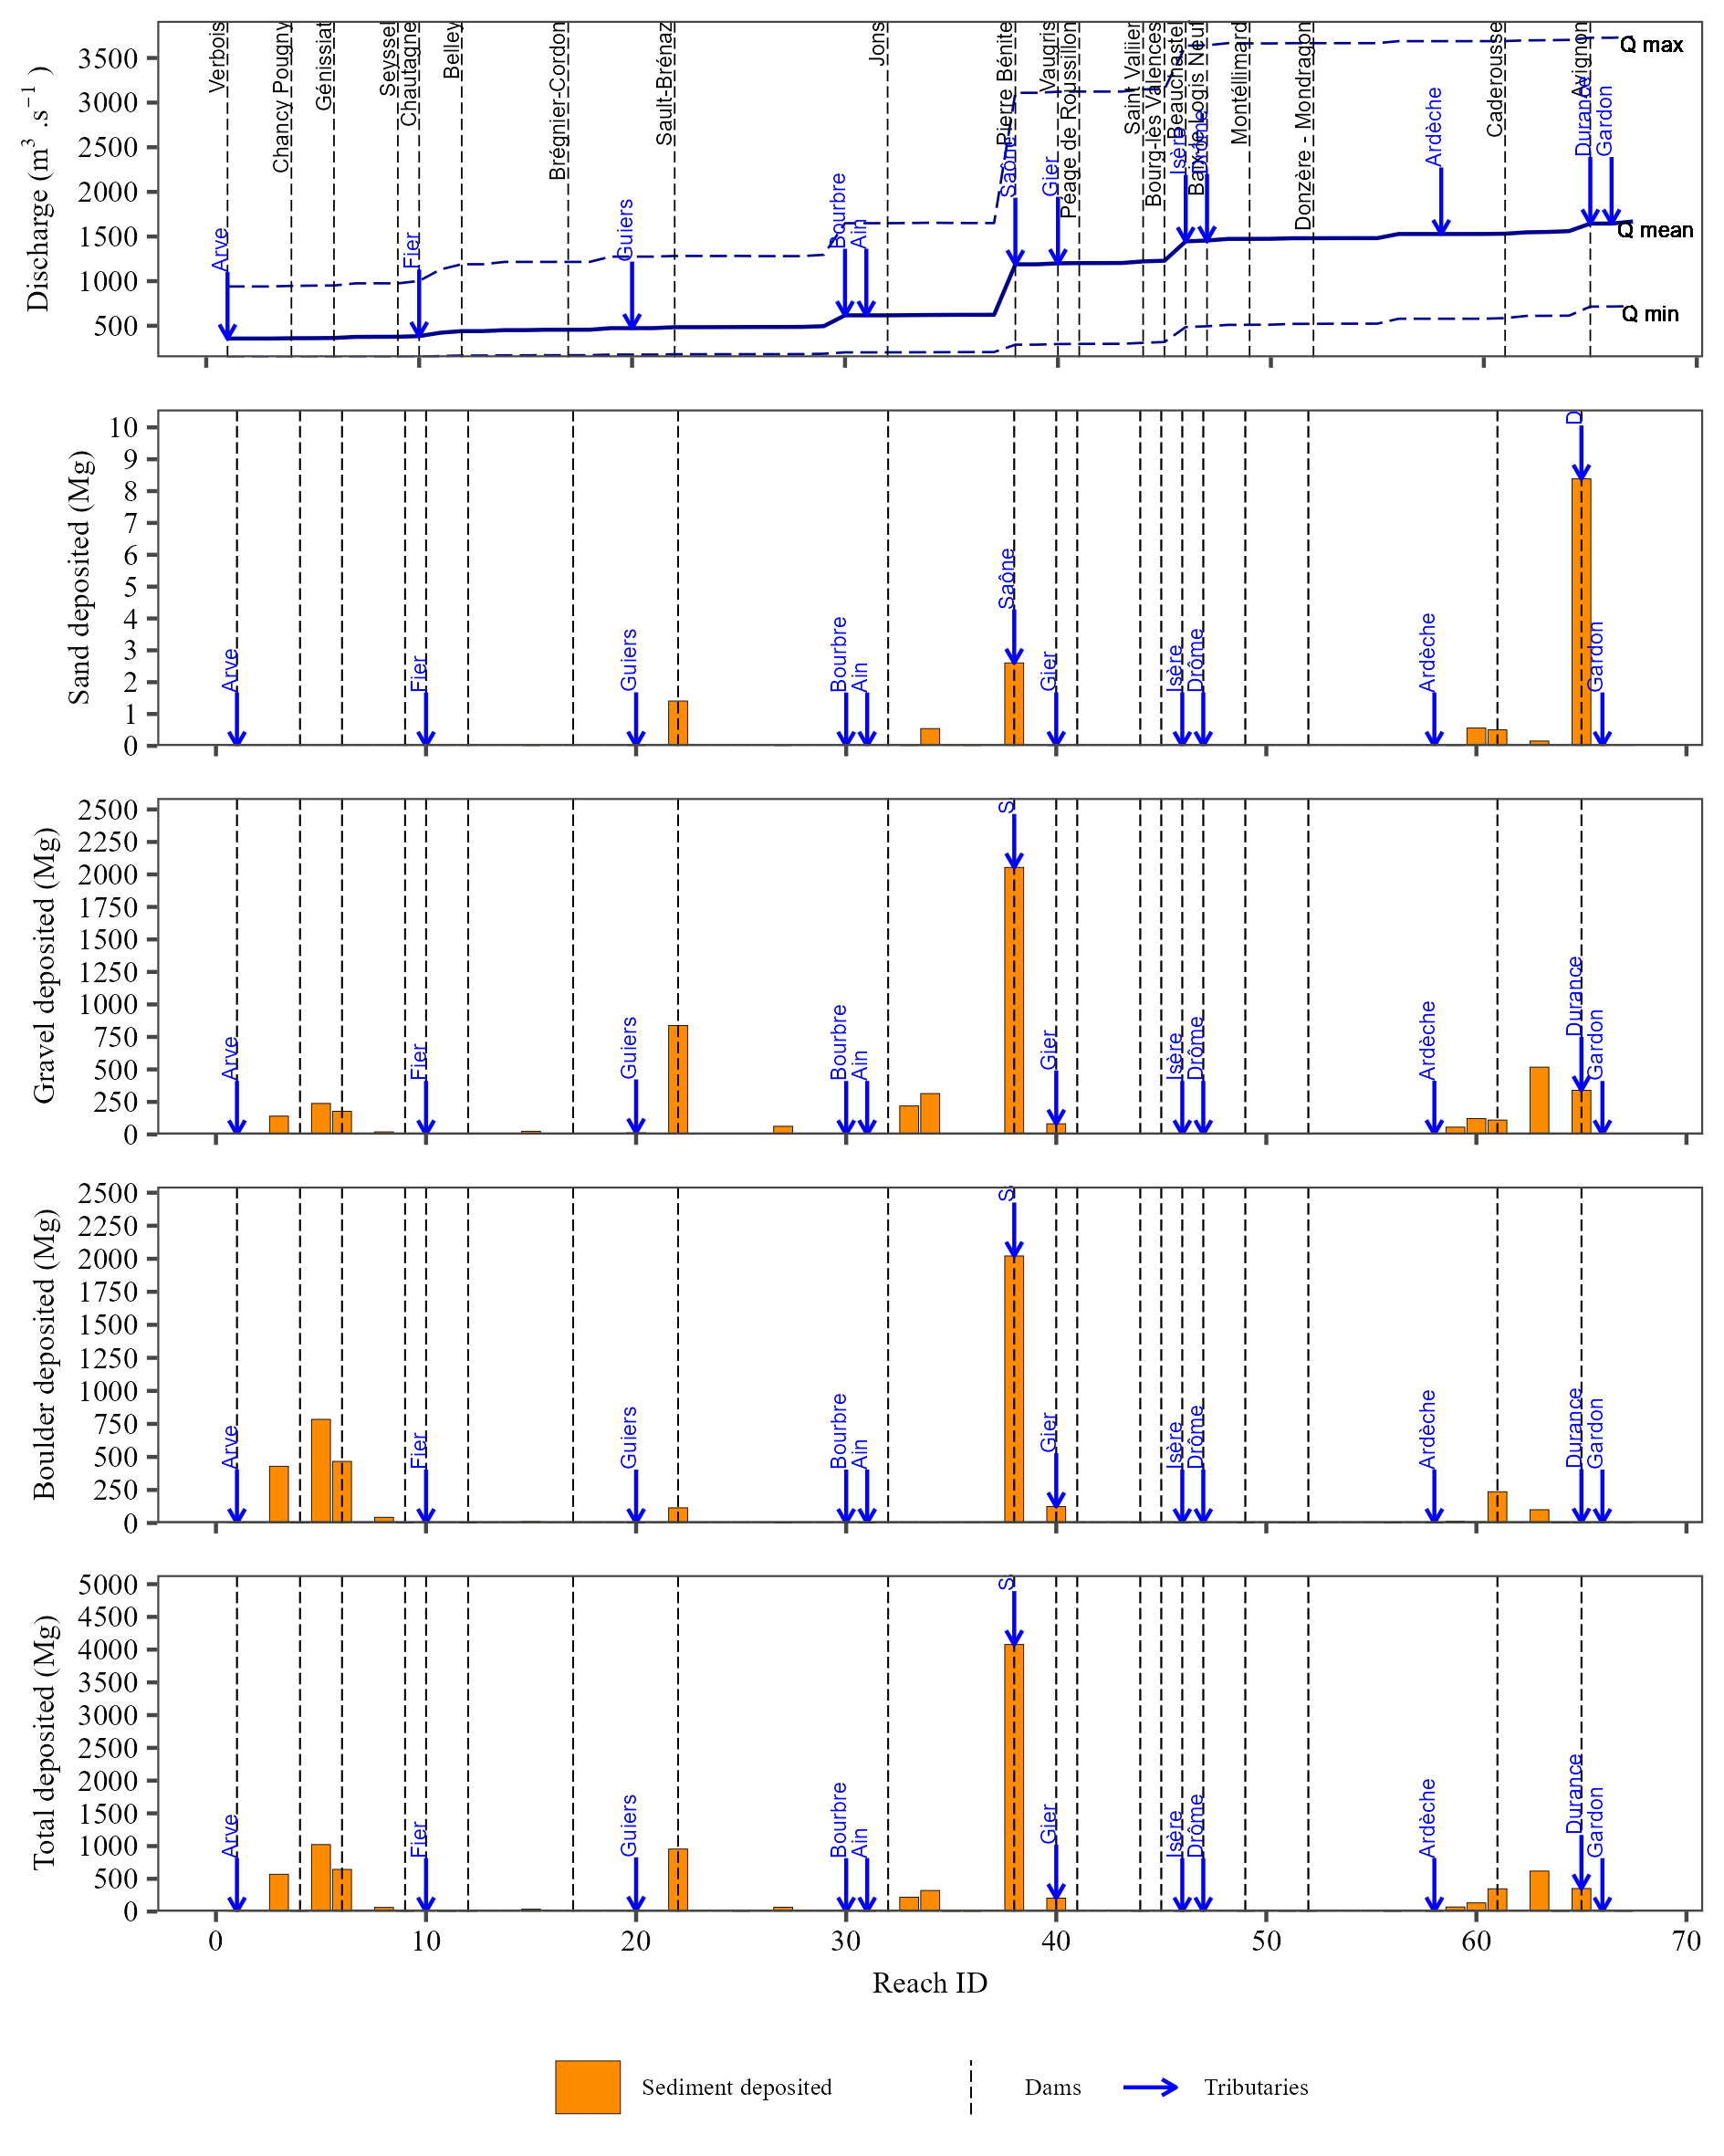 Discharge (m³ .s⁻¹ )
3500
3000
2500
2000
1500
1000
500
Verbois
Chancy Pougny
Génissiat
Seyssel
Chautagne
Belley
Brégnier-Cordon
Sault-Brénaz
Jons
Pierre Bénite
Vaugris
Péage de Roussillon
Saint Vallier
Bourg-lès Valences
Beauchastel
Baix-le-Logis Neuf
Montéllimard
Donzère - Mondragon
Caderousse
Avignon
Arve
Fier
Guiers
Bourbre
Ain
Saône
Gier
Isère
Drôme
Ardèche
Durance
Gardon
Q max
Q mean
Q min
Sand deposited (Mg)
10
9
8
7
6
5
4
3
2
1
0
Arve
Fier
Guiers
Bourbre
Ain
Saône
Gier
Isère
Drôme
Ardèche
D
Gardon
Gravel deposited (Mg)
2500
2250
2000
1750
1500
1250
1000
750
500
250
0
Arve
Fier
Guiers
Bourbre
Ain
S
Gier
Isère
Drôme
Ardèche
Durance
Gardon
Boulder deposited (Mg)
2500
2250
2000
1750
1500
1250
1000
750
500
250
0
Arve
Fier
Guiers
Bourbre
Ain
S
Gier
Isère
Drôme
Ardèche
Durance
Gardon
Total deposited (Mg)
5000
4500
4000
3500
3000
2500
2000
1500
1000
500
0
Arve
Fier
Guiers
Bourbre
Ain
S
Gier
Isère
Drôme
Ardèche
Durance
Gardon
0 10 20 30 40 50 60 70
Reach ID
Sediment deposited
Dams
Tributaries